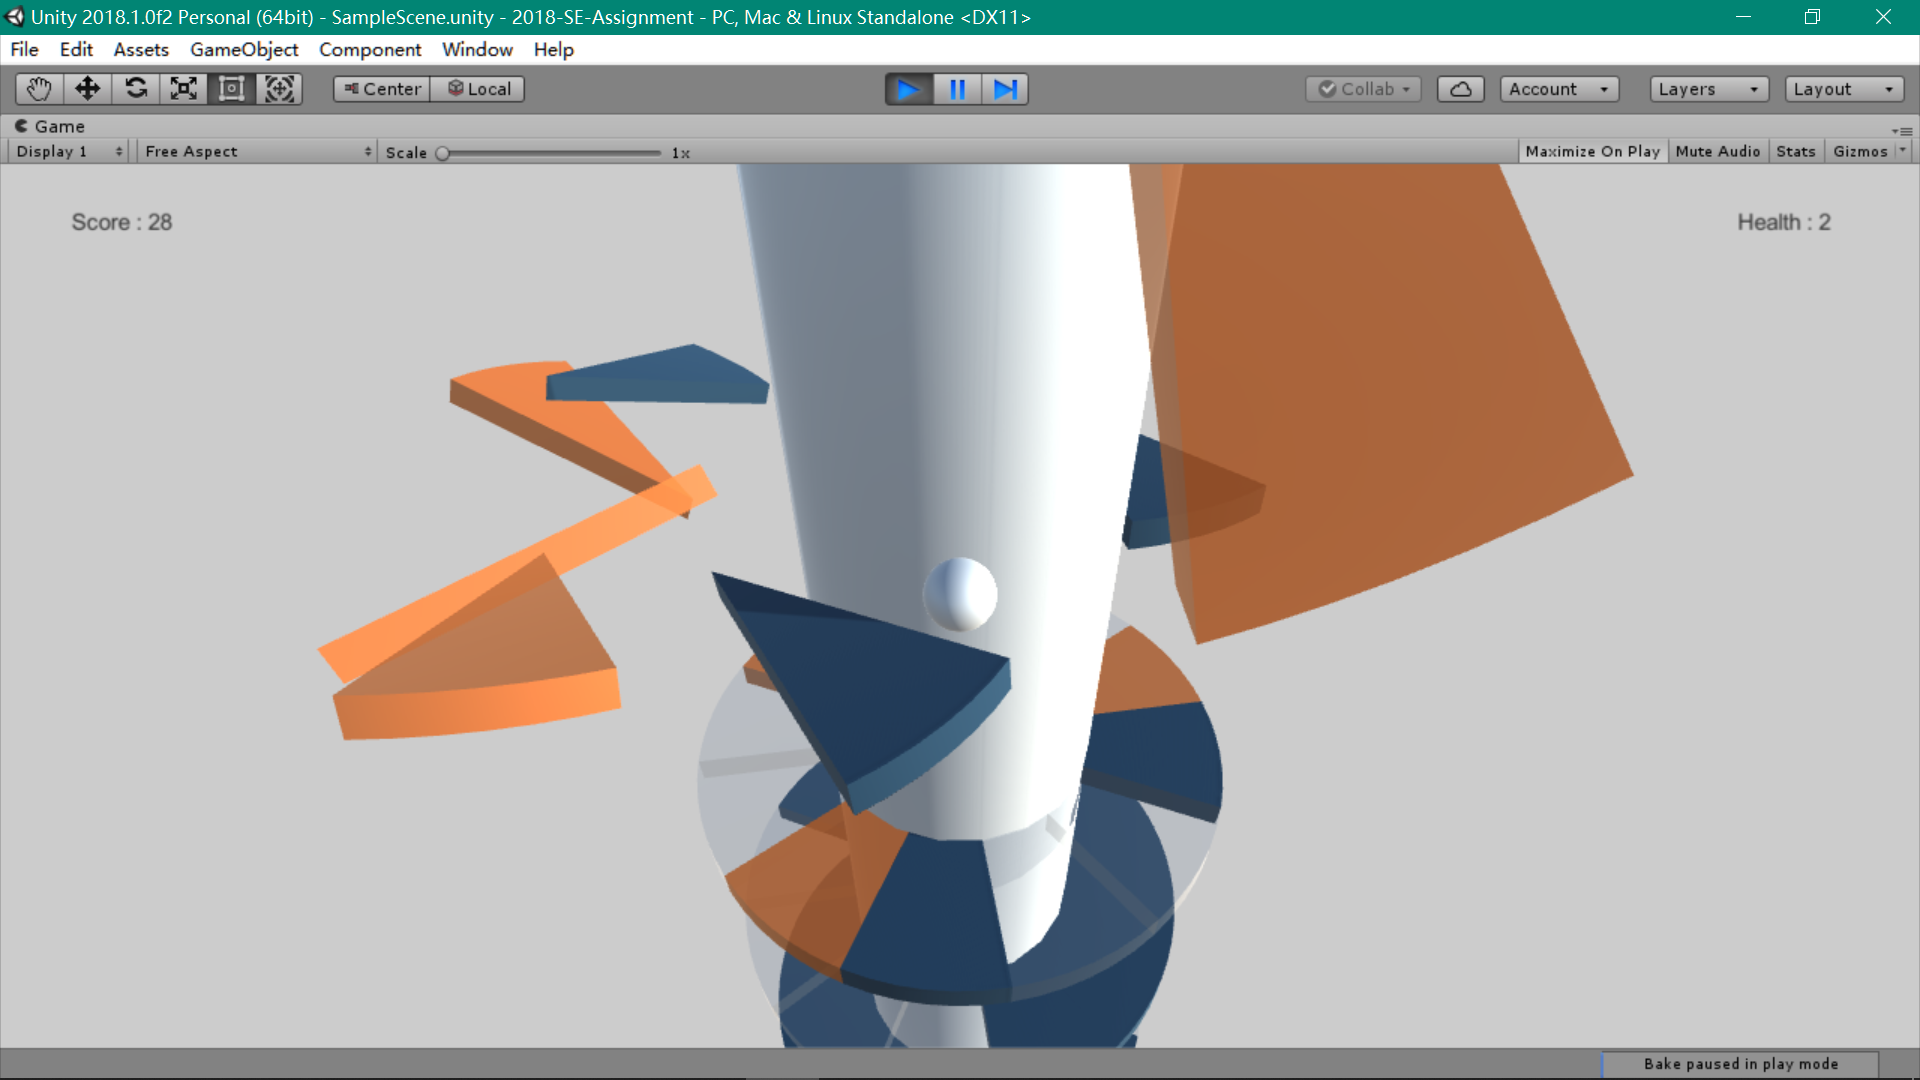 Unity 2018.1.0f2 Personal (64bit) - SampleScene.unity - 2018-SE-Assignment - PC, Mac & Linux Standalone <DX11>
File Edit Assets GameObject Component Window Help
Center Local Collab Account Layers Layout
Game
Display 1 Free Aspect Scale 1x Maximize On Play Mute Audio Stats Gizmos
Score : 28 Health : 2
Bake paused in play mode